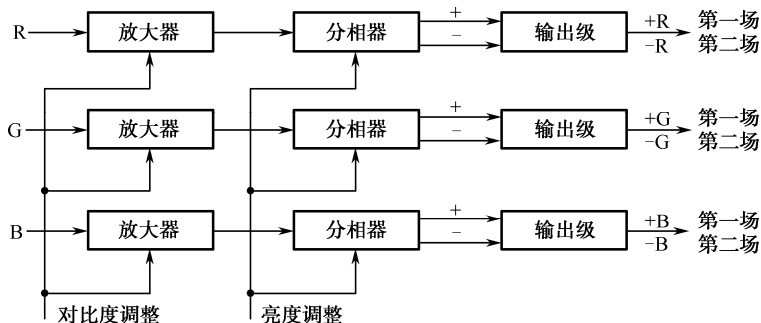 R 放大器 分相器 + − 输出级 +R −R 第一场 第二场
G 放大器 分相器 + − 输出级 +G −G 第一场 第二场
B 放大器 分相器 + − 输出级 +B −B 第一场 第二场
对比度调整 亮度调整